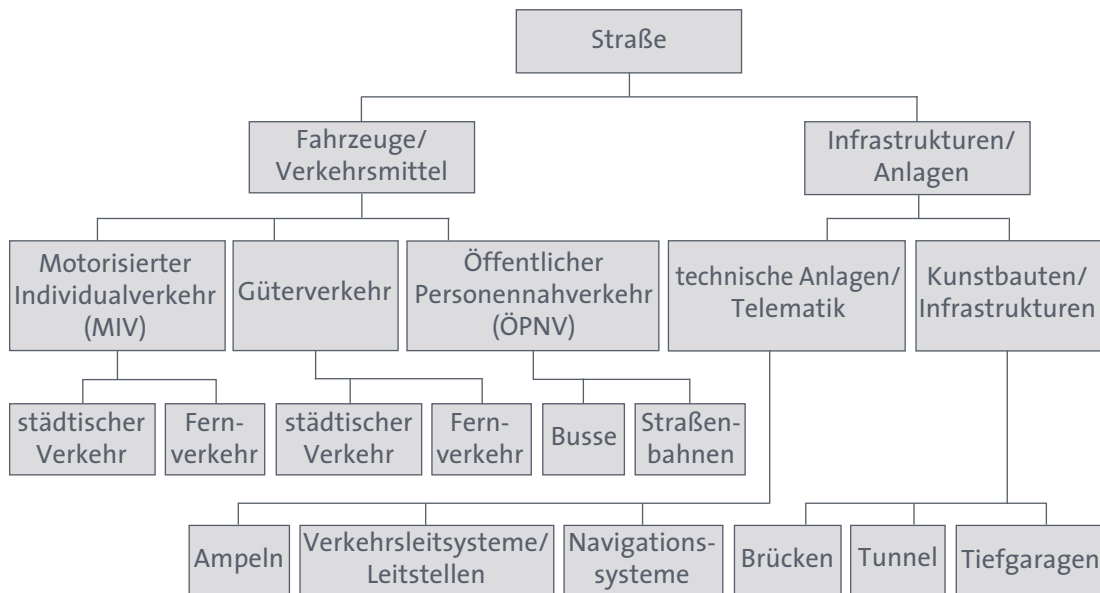 Straße
Fahrzeuge/
Verkehrsmittel
Infrastrukturen/
Anlagen
Motorisierter
Individualverkehr
(MIV)
Güterverkehr
Öffentlicher
Personennahverkehr
(ÖPNV)
technische Anlagen/
Telematik
Kunstbauten/
Infrastrukturen
städtischer
Verkehr
Fern-
verkehr
städtischer
Verkehr
Fern-
verkehr
Busse
Straßen-
bahnen
Ampeln
Verkehrsleitsysteme/
Leitstellen
Navigations-
systeme
Brücken
Tunnel
Tiefgaragen